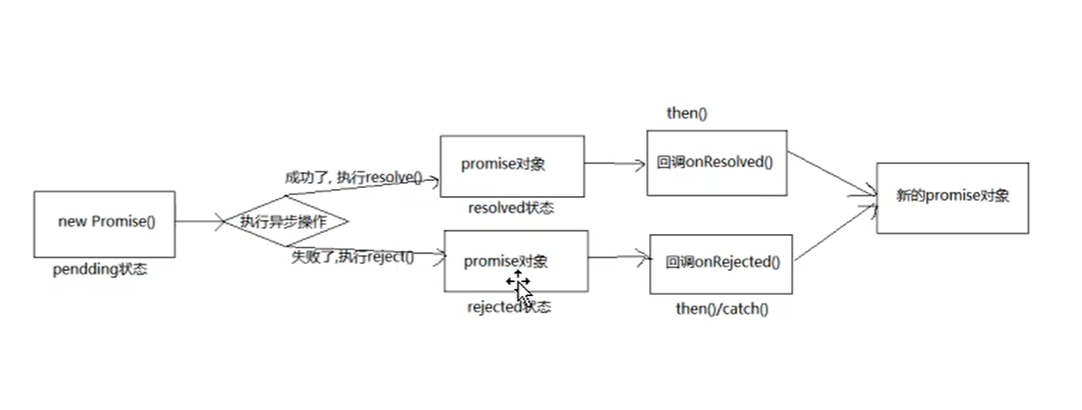 new Promise()
pendding状态
执行异步操作
成功了, 执行resolve()
promise对象
resolved状态
then()
回调onResolved()
失败了,执行reject()
promise对象
rejected状态
回调onRejected()
then()/catch()
新的promise对象